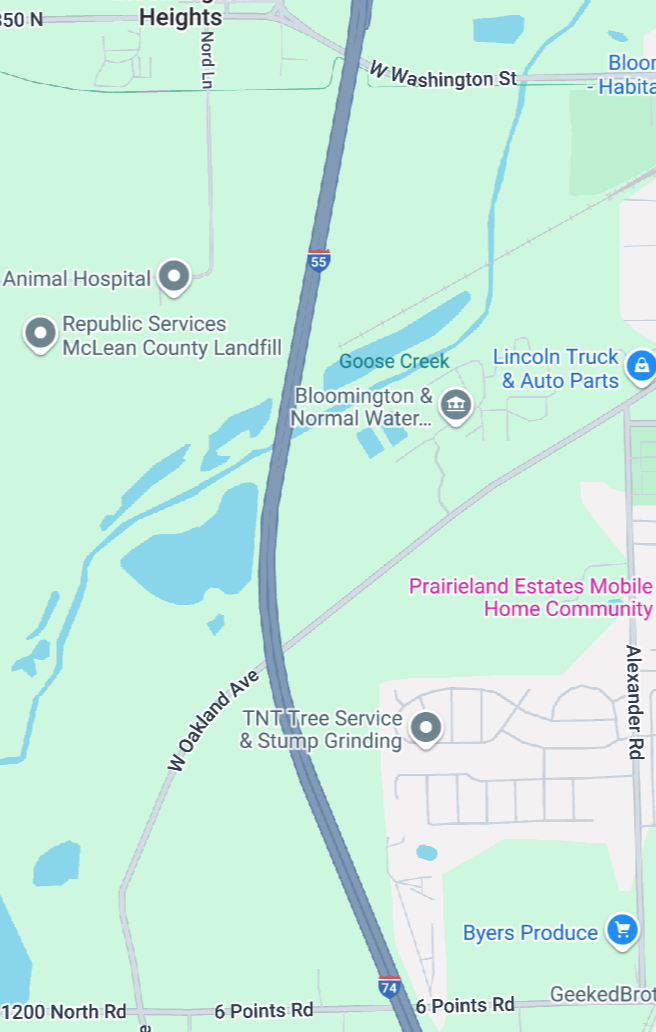 350 N
Heights
Nord Ln
W Washington St
Bloor
- Habita
55
Animal Hospital
Republic Services
McLean County Landfill
Goose Creek
Lincoln Truck
& Auto Parts
Bloomington &
Normal Water...
Prairieland Estates Mobile
Home Community
Alexander Rd
W Oakland Ave
TNT Tree Service
& Stump Grinding
Byers Produce
74
GeekedBrot
1200 North Rd
6 Points Rd
6 Points Rd
e